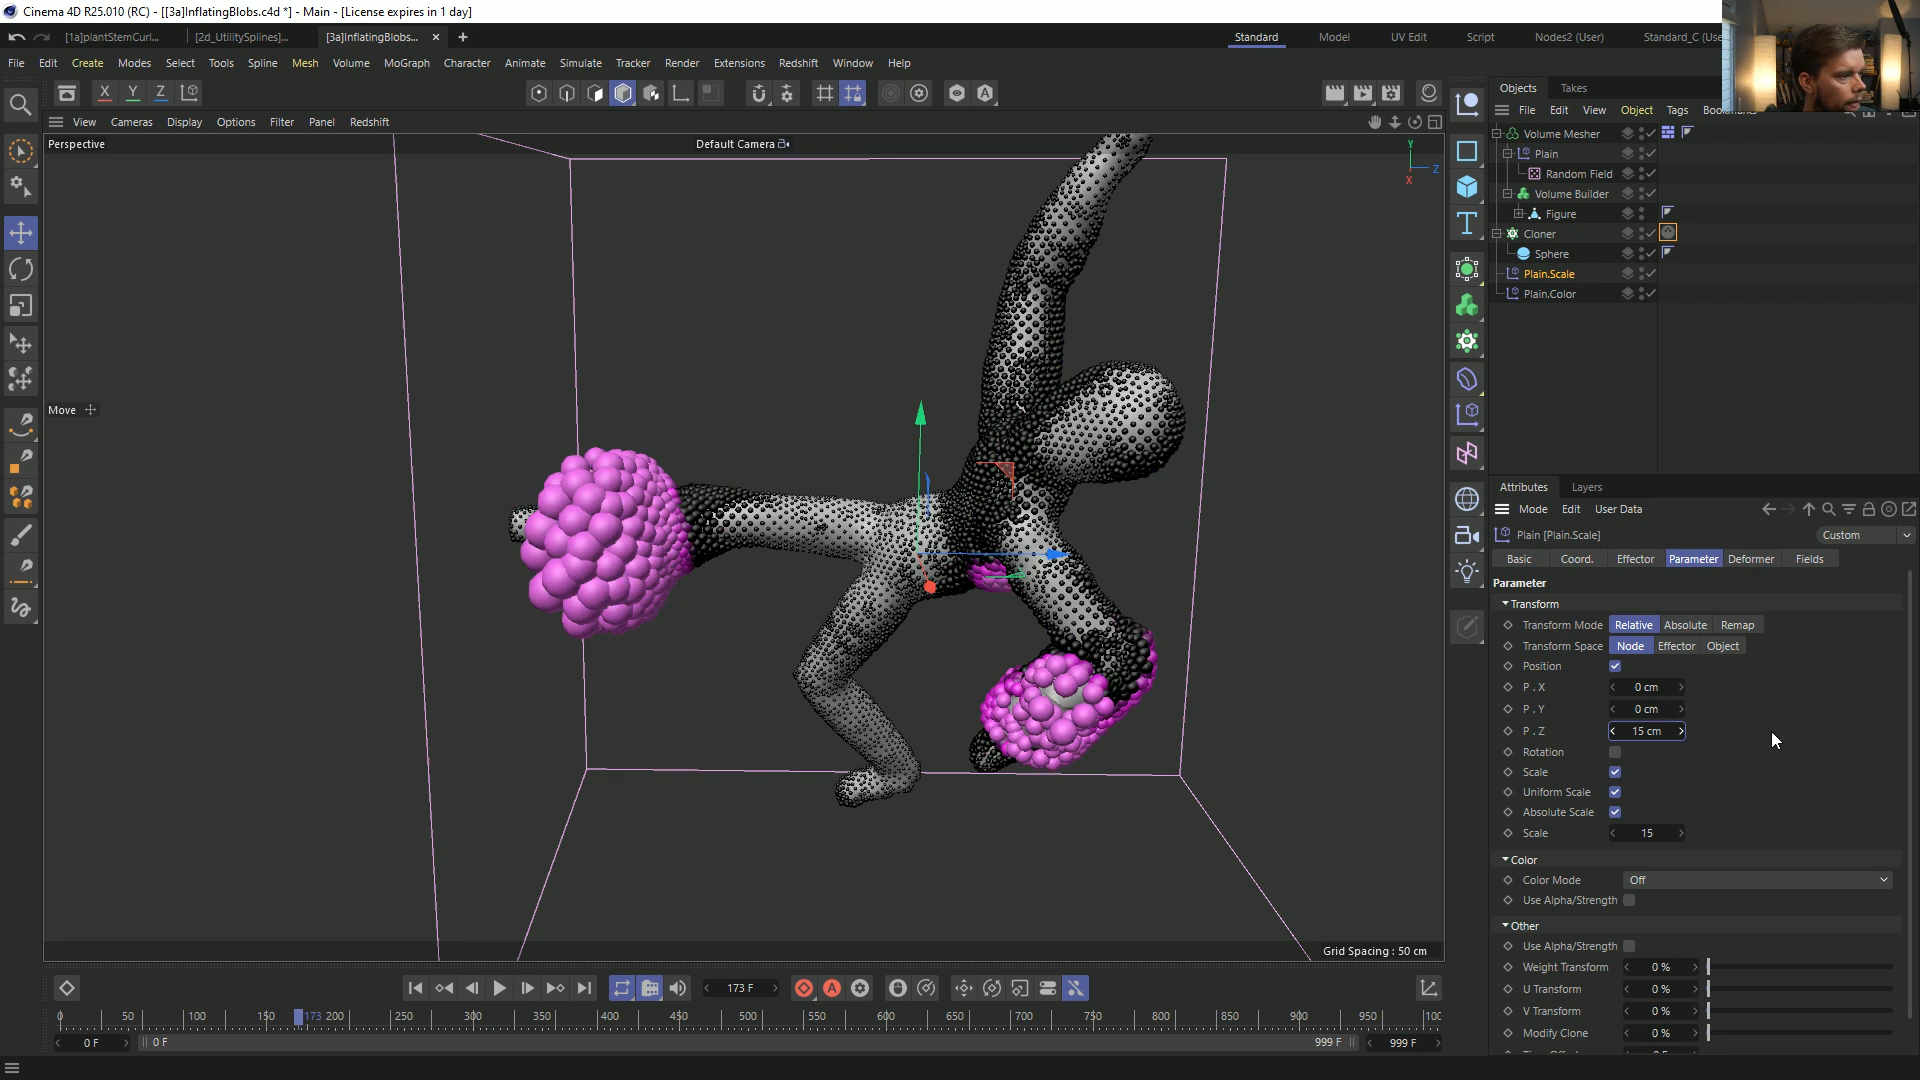 Cinema 4D R25.010 (RC) - [[3a]InflatingBlobs.c4d *] - Main - [License expires in 1 day]
[1a]plantStemCurl...
[2d_UtilitySplines]...
[3a]InflatingBlobs...
Standard
Model
UV Edit
Script
Nodes2 (User)
Standard_C (Use
File Edit Create Modes Select Tools Spline Mesh Volume MoGraph Character Animate Simulate Tracker Render Extensions Redshift Window Help
X Y Z
Objects Takes
File Edit View Object Tags
View Cameras Display Options Filter Panel Redshift
Perspective
Default Camera
Y
Z
X
Volume Mesher
Plain
Random Field
Volume Builder
Figure
Cloner
Sphere
Plain.Scale
Plain.Color
Move
Attributes Layers
Mode Edit User Data
Plain [Plain.Scale]
Custom
Basic Coord. Effector Parameter Deformer Fields
Parameter
Transform
Transform Mode Relative Absolute Remap
Transform Space Node Effector Object
Position
P . X 0 cm
P . Y 0 cm
P . Z 15 cm
Rotation
Scale
Uniform Scale
Absolute Scale
Scale 15
Color
Color Mode Off
Use Alpha/Strength
Other
Use Alpha/Strength
Weight Transform 0 %
U Transform 0 %
V Transform 0 %
Modify Clone 0 %
Grid Spacing : 50 cm
173 F
0 50 100 150 173 200 250 300 350 400 450 500 550 600 650 700 750 800 850 900 950 100
0 F
0 F
999 F
999 F